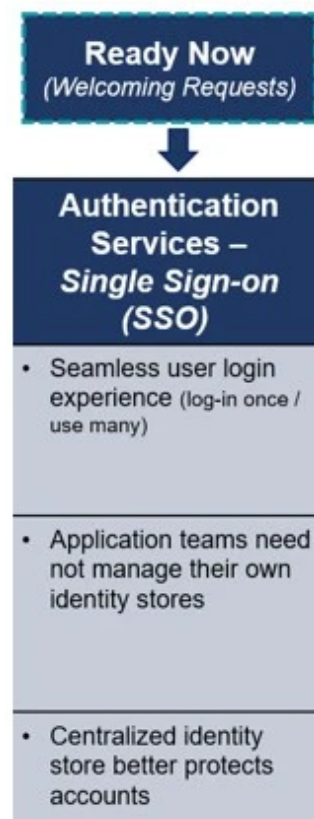 Ready Now
(Welcoming Requests)
Authentication
Services –
Single Sign-on
(SSO)
• Seamless user login
experience (log-in once /
use many)
• Application teams need
not manage their own
identity stores
• Centralized identity
store better protects
accounts